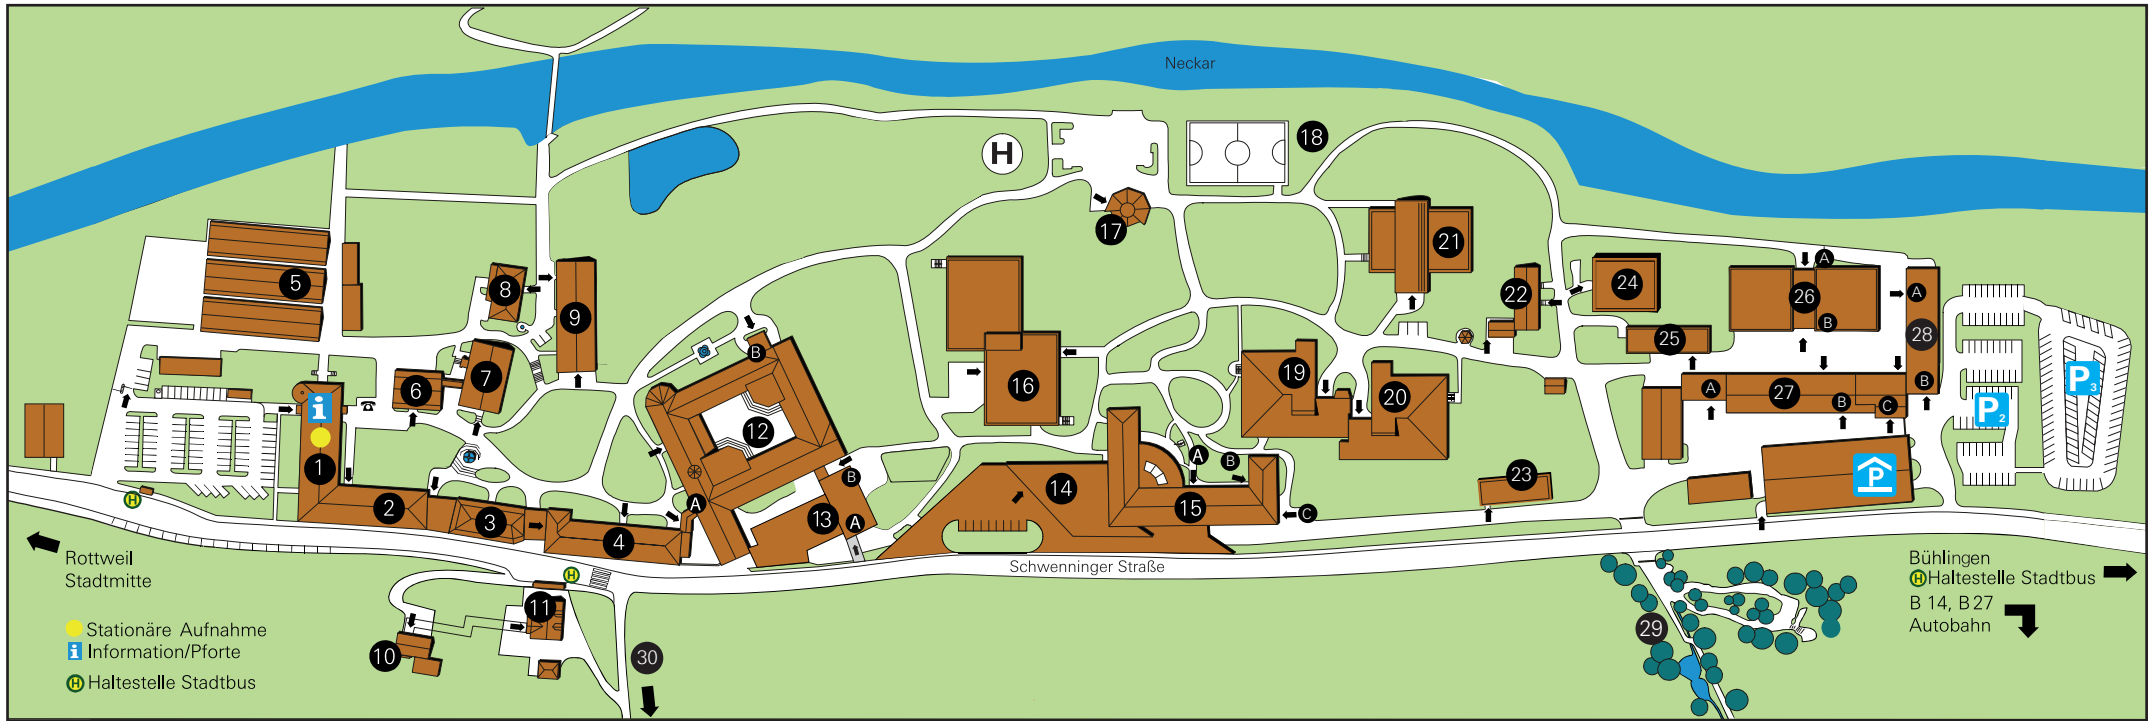 Neckar
H
18
17
21
5
8
9
22
24
A
26
B
25
A
28
B
6
7
i
1
B
12
16
19
20
A
27
B
C
P3
P2
P
H
2
3
4
A
13
B
A
14
15
A
B
C
23
Rottweil
Stadtmitte
H
Schwenninger Straße
11
10
30
29
Stationäre Aufnahme
i Information/Pforte
H Haltestelle Stadtbus
Bühlingen
H Haltestelle Stadtbus
B 14, B 27
Autobahn